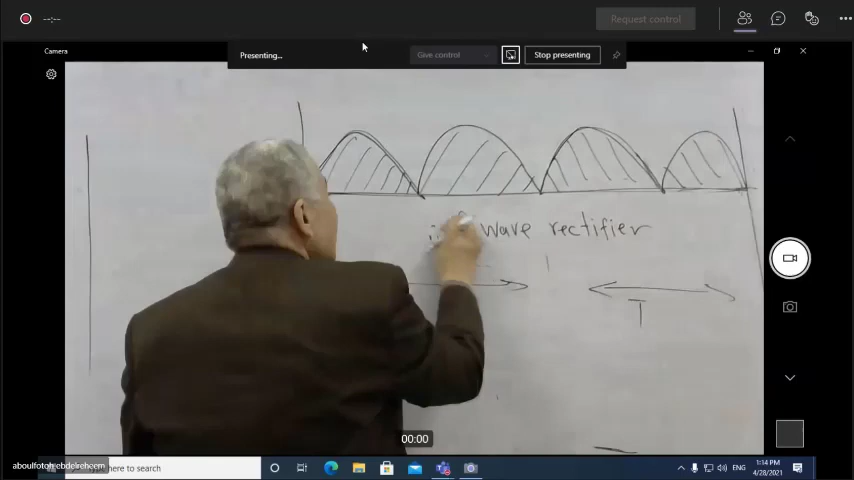 --:--
Request control
Camera
Presenting...
Give control
Stop presenting
wave rectifier
T
00:00
aboulfotoh ebdelreheem
here to search
ENG
1:14 PM
4/28/2021